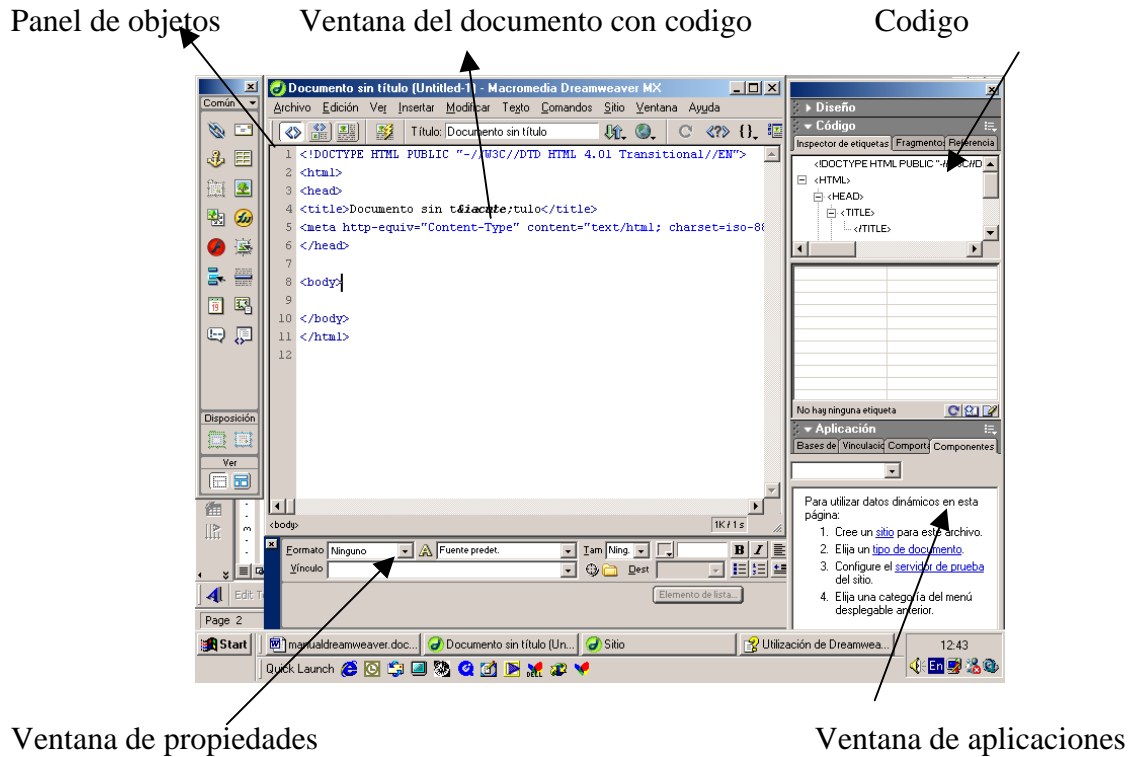 Panel de objetos Ventana del documento con codigo Codigo
Documento sin título (Untitled-1) - Macromedia Dreamweaver MX
Común
Archivo Edición Ver Insertar Modificar Texto Comandos Sitio Ventana Ayuda
Título: Documento sin título
1 <!DOCTYPE HTML PUBLIC "-//W3C//DTD HTML 4.01 Transitional//EN">
2 <html>
3 <head>
4 <title>Documento sin t&iacute;tulo</title>
5 <meta http-equiv="Content-Type" content="text/html; charset=iso-88
6 </head>
7
8 <body>
9
10 </body>
11 </html>
12
Disposición
Ver
<body>
1K / 1 s
Diseño
Código
Inspector de etiquetas Fragmentos Referencia
<!DOCTYPE HTML PUBLIC "-//W3C//D
<HTML>
<HEAD>
<TITLE>
</TITLE>
No hay ninguna etiqueta
Aplicación
Bases de Vinculació Comporta Componentes
Para utilizar datos dinámicos en esta
página:
1. Cree un sitio para este archivo.
2. Elija un tipo de documento.
3. Configure el servidor de prueba
del sitio.
4. Elija una categoría del menú
desplegable anterior.
Formato Ninguno Fuente predet. Tam Ning. B I
Vínculo Dest
Elemento de lista...
Edit T
Page 2
Start manualdreamweaver.doc... Documento sin título (Un... Sitio Utilización de Dreamwea... 12:43
Quick Launch En
Ventana de propiedades Ventana de aplicaciones